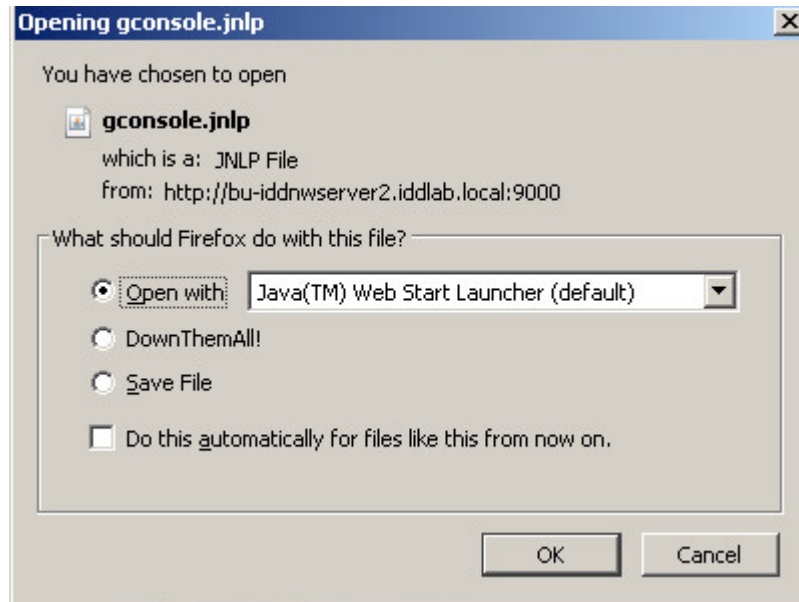 Opening gconsole.jnlp
You have chosen to open
gconsole.jnlp
which is a: JNLP File
from: http://bu-iddnwserver2.iddlab.local:9000
What should Firefox do with this file?
Open with Java(TM) Web Start Launcher (default)
DownThemAll!
Save File
Do this automatically for files like this from now on.
OK Cancel